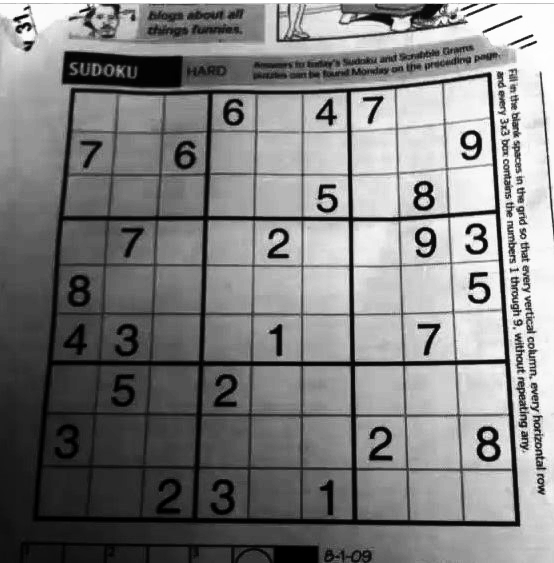 31
blogs about all
things funnies.
SUDOKU
HARD
Answers to today's Sudoku and Scrabble Grams
puzzles can be found Monday on the preceding page.
Fill in the blank spaces in the grid so that every vertical column, every horizontal row
and every 3x3 box contains the numbers 1 through 9, without repeating any.
6 4 7
7 6 9
5 8
7 2 9 3
8 5
4 3 1 7
5 2
3 2 8
2 3 1
1 2 3
8-1-09